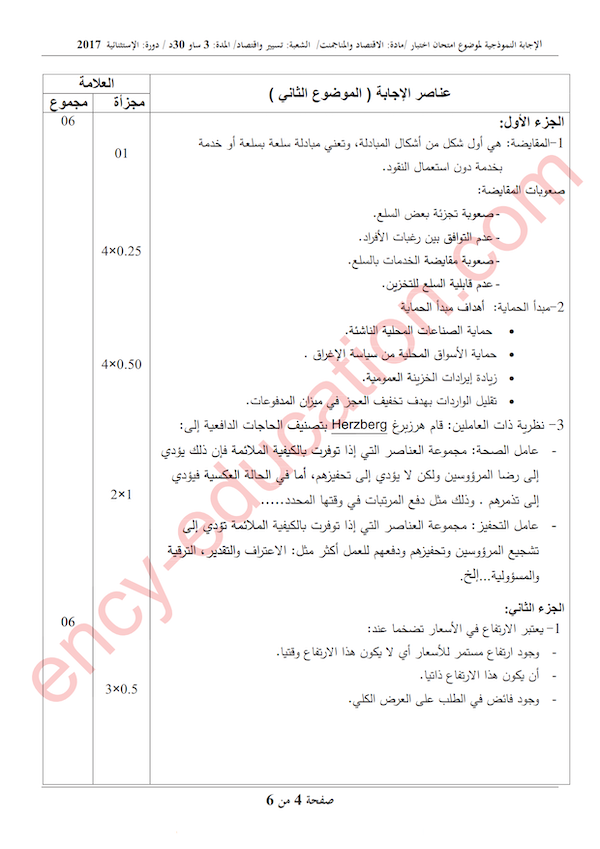 الإجابة النموذجية لموضوع امتحان اختبار /مادة: الاقتصاد والمناجمنت/ الشعبة: تسيير واقتصاد/ المدة: 3 ساو 30د / دورة: الإستثنائية 2017
العلامة
عناصر الإجابة ( الموضوع الثاني )
مجزأة
مجموع
الجزء الأول:
06
1-المقايضة: هي أول شكل من أشكال المبادلة، وتعني مبادلة سلعة بسلعة أو خدمة
01
بخدمة دون استعمال النقود.
صعوبات المقايضة:
-صعوبة تجزئة بعض السلع.
- عدم التوافق بين رغبات الأفراد.
4×0.25
-صعوبة مقايضة الخدمات بالسلع.
-عدم قابلية السلع للتخزين.
2-مبدأ الحماية: أهداف مبدأ الحماية
• حماية الصناعات المحلية الناشئة.
• حماية الأسواق المحلية من سياسة الإغراق .
4×0.50
• زيادة إيرادات الخزينة العمومية.
• تقليل الواردات بهدف تخفيف العجز في ميزان المدفوعات.
3- نظرية ذات العاملين: قام هرزبرغ Herzberg بتصنيف الحاجات الدافعية إلى:
- عامل الصحة: مجموعة العناصر التي إذا توفرت بالكيفية الملائمة فإن ذلك يؤدي
إلى رضا المرؤوسين ولكن لا يؤدي إلى تحفيزهم، أما في الحالة العكسية فيؤدي
2×1
إلى تذمرهم . وذلك مثل دفع المرتبات في وقتها المحدد.....
- عامل التحفيز: مجموعة العناصر التي إذا توفرت بالكيفية الملائمة تؤدي إلى
تشجيع المرؤوسين وتحفيزهم ودفعهم للعمل أكثر مثل: الاعتراف والتقدير، الترقية
والمسؤولية...إلخ.
الجزء الثاني:
06
1- يعتبر الارتفاع في الأسعار تضخما عند:
- وجود ارتفاع مستمر للأسعار أي لا يكون هذا الارتفاع وقتيا.
- أن يكون هذا الارتفاع ذاتيا.
3×0.5
- وجود فائض في الطلب على العرض الكلي.
صفحة 4 من 6
ency-education.com